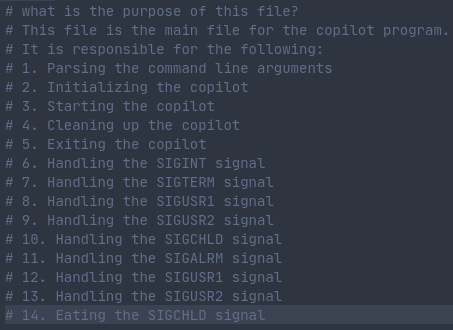 # what is the purpose of this file?
# This file is the main file for the copilot program.
# It is responsible for the following:
# 1. Parsing the command line arguments
# 2. Initializing the copilot
# 3. Starting the copilot
# 4. Cleaning up the copilot
# 5. Exiting the copilot
# 6. Handling the SIGINT signal
# 7. Handling the SIGTERM signal
# 8. Handling the SIGUSR1 signal
# 9. Handling the SIGUSR2 signal
# 10. Handling the SIGCHLD signal
# 11. Handling the SIGALRM signal
# 12. Handling the SIGUSR1 signal
# 13. Handling the SIGUSR2 signal
# 14. Eating the SIGCHLD signal